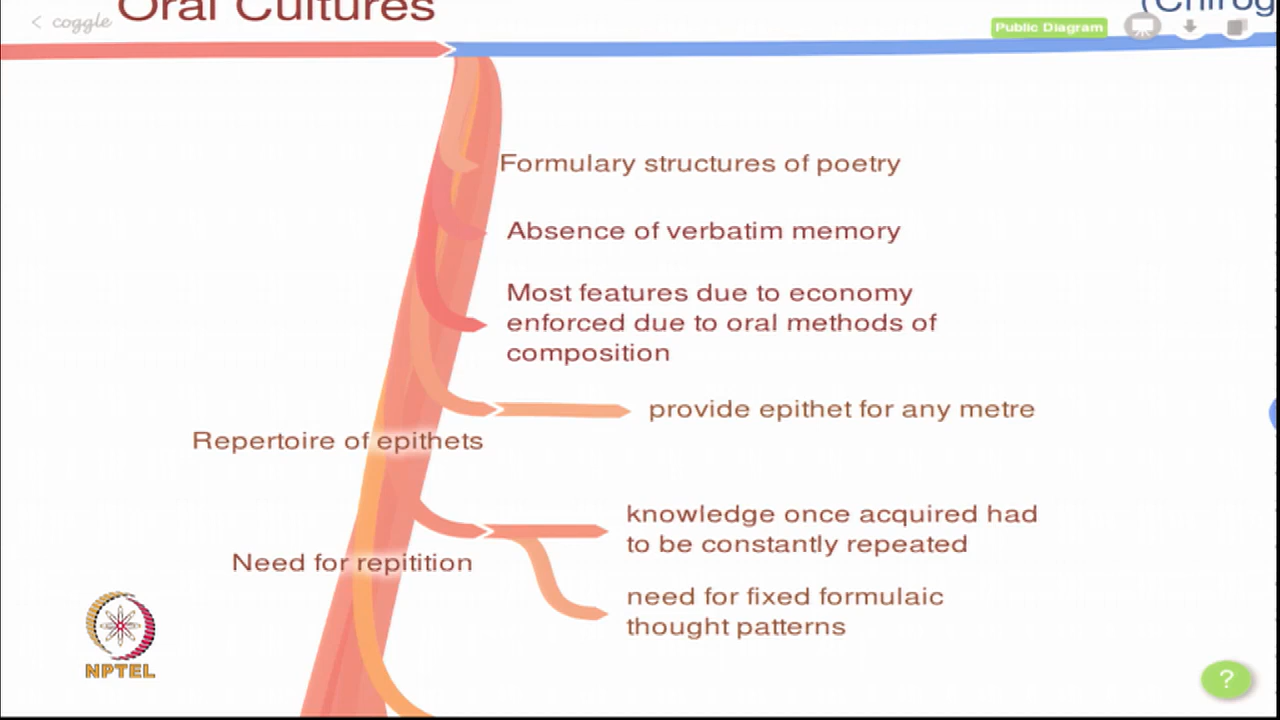 Oral Cultures
(Chirog
< coggle
Public Diagram
Formulary structures of poetry
Absence of verbatim memory
Most features due to economy
enforced due to oral methods of
composition
provide epithet for any metre
Repertoire of epithets
knowledge once acquired had
to be constantly repeated
Need for repitition
need for fixed formulaic
thought patterns
NPTEL
?